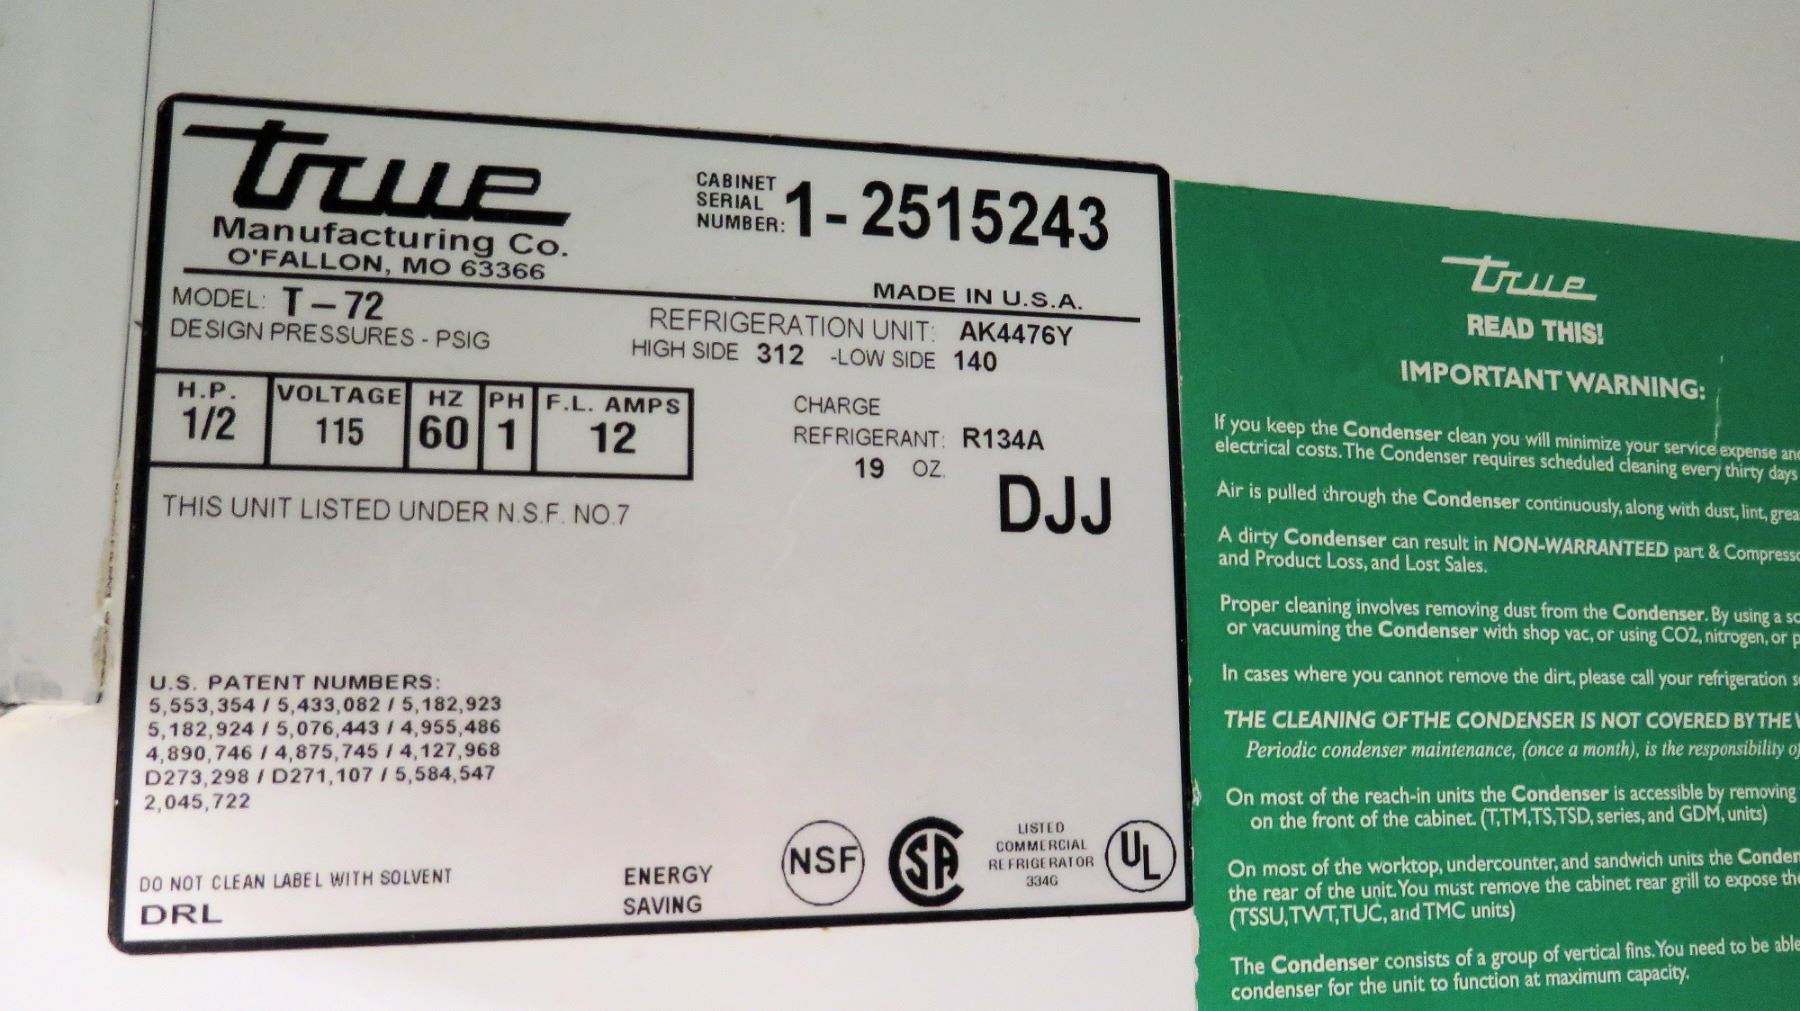 true
Manufacturing Co.
O'FALLON, MO 63366
CABINET
SERIAL
NUMBER: 1-2515243
MADE IN U.S.A.
MODEL: T-72
REFRIGERATION UNIT: AK4476Y
DESIGN PRESSURES - PSIG
HIGH SIDE 312 -LOW SIDE 140
H.P. VOLTAGE HZ PH F.L. AMPS
1/2 115 60 1 12
CHARGE
REFRIGERANT: R134A
19 OZ.
DJJ
THIS UNIT LISTED UNDER N.S.F. NO.7
U.S. PATENT NUMBERS:
5,553,354 / 5,433,082 / 5,182,923
5,182,924 / 5,076,443 / 4,955,486
4,890,746 / 4,875,745 / 4,127,968
D273,298 / D271,107 / 5,584,547
2,045,722
DO NOT CLEAN LABEL WITH SOLVENT
DRL
ENERGY
SAVING
NSF
SA
LISTED
COMMERCIAL
REFRIGERATOR
334G
UL
true
READ THIS!
IMPORTANT WARNING:
If you keep the Condenser clean you will minimize your service expense and
electrical costs. The Condenser requires scheduled cleaning every thirty days
Air is pulled through the Condenser continuously, along with dust, lint,
A dirty Condenser can result in NON-WARRANTEED part &
and Product Loss, and Lost Sales.
Proper cleaning involves removing dust from the Condenser. By using a
or vacuuming the Condenser with shop vac, or using CO2, nitrogen, or
In cases where you cannot remove the dirt, please call your refrigeration
THE CLEANING OF THE CONDENSER IS NOT COVERED BY THE
Periodic condenser maintenance, (once a month), is the responsibility
On most of the reach-in units the Condenser is accessible by removing
on the front of the cabinet. (T,TM,TS,TSD, series, and GDM, units)
On most of the worktop, undercounter, and sandwich units the
the rear of the unit. You must remove the cabinet rear grill to expose
(TSSU,TWT,TUC, and TMC units)
The Condenser consists of a group of vertical fins. You need to be able
condenser for the unit to function at maximum capacity.